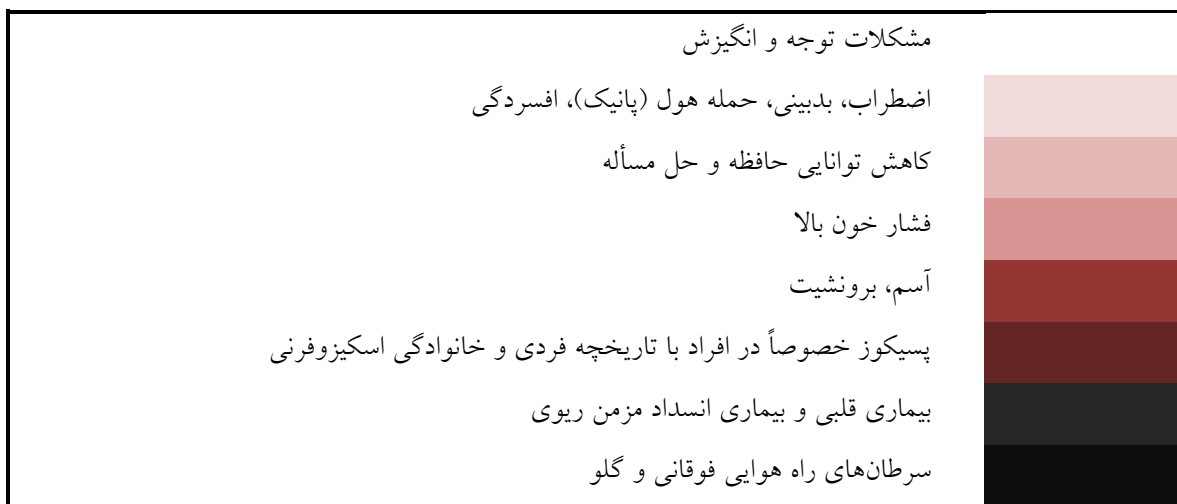 مشکلات توجه و انگیزش
اضطراب، بدبینی، حمله هول (پانیک)، افسردگی
کاهش توانایی حافظه و حل مسأله
فشار خون بالا
آسم، برونشیت
پسیکوز خصوصاً در افراد با تاریخچه فردی و خانوادگی اسکیزوفرنی
بیماری قلبی و بیماری انسداد مزمن ریوی
سرطان‌های راه هوایی فوقانی و گلو